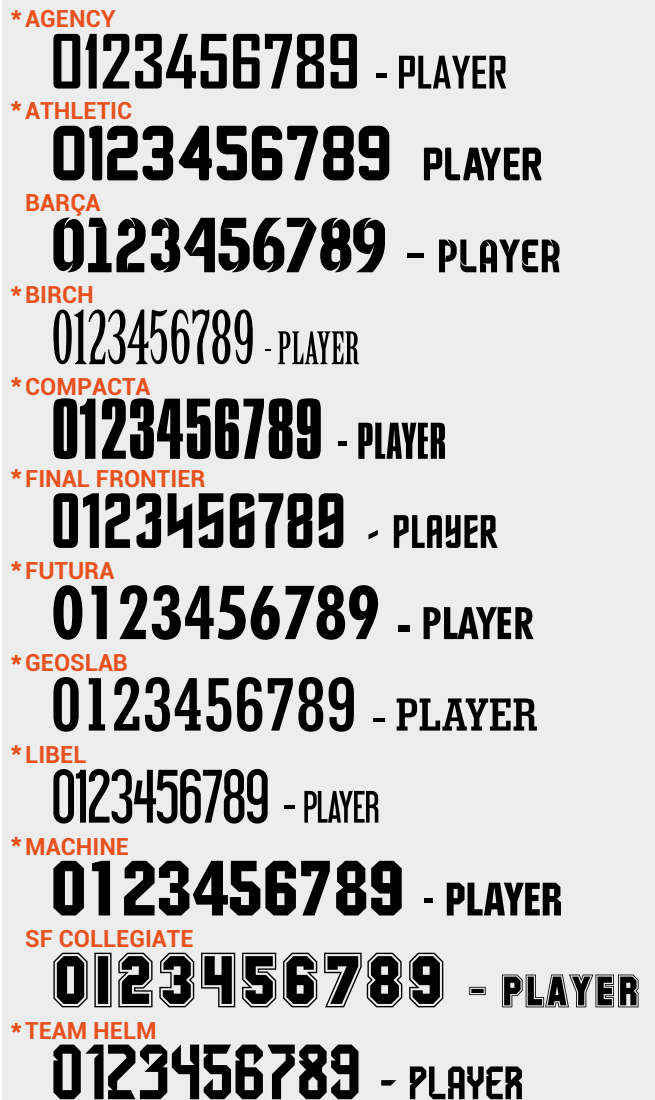 *AGENCY
0123456789 - PLAYER
*ATHLETIC
0123456789 PLAYER
BARÇA
0123456789 - PLAYER
*BIRCH
0123456789 - PLAYER
*COMPACTA
0123456789 - PLAYER
*FINAL FRONTIER
0123456789 - PLAYER
*FUTURA
0123456789 - PLAYER
*GEOSLAB
0123456789 - PLAYER
*LIBEL
0123456789 - PLAYER
*MACHINE
0123456789 - PLAYER
SF COLLEGIATE
0123456789 - PLAYER
*TEAM HELM
0123456789 - PLAYER